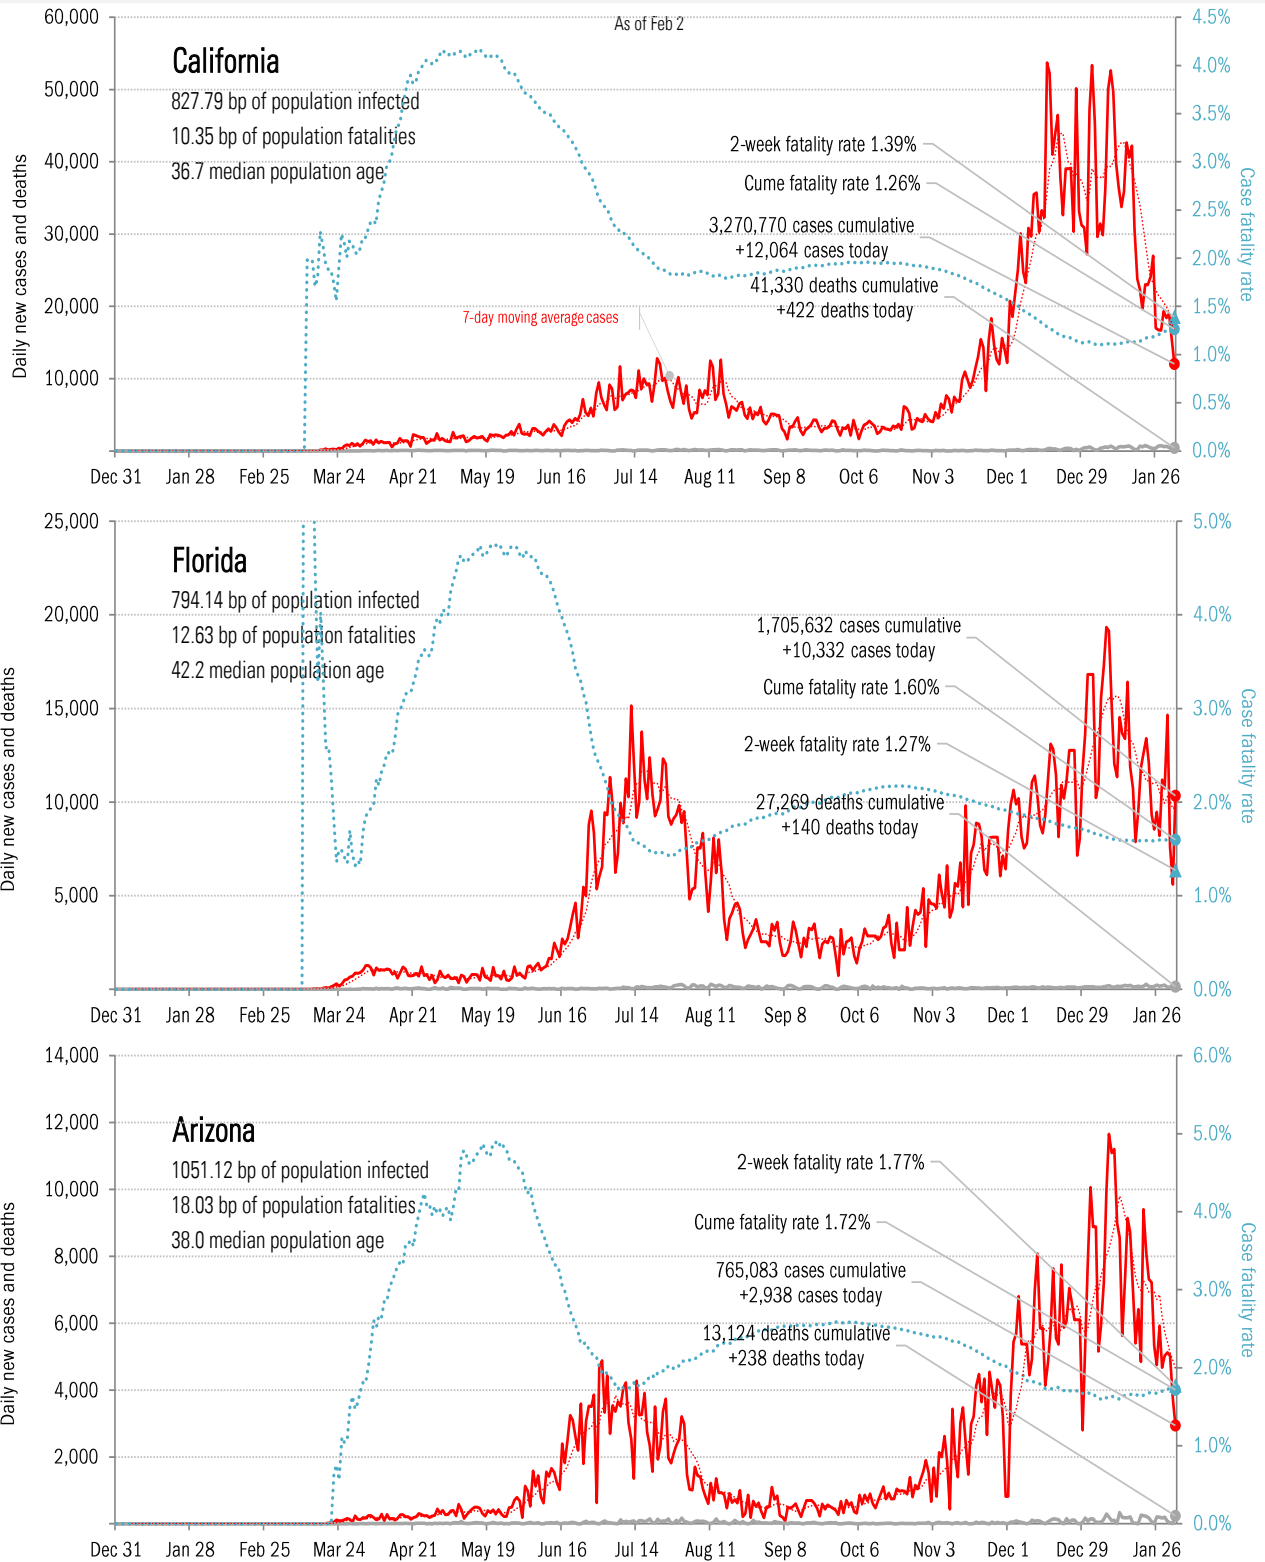 As of Feb 2
60,000
50,000
40,000
30,000
20,000
10,000
4.5%
4.0%
3.5%
3.0%
2.5%
2.0%
1.5%
1.0%
0.5%
0.0%
Daily new cases and deaths
Case fatality rate
California
827.79 bp of population infected
10.35 bp of population fatalities
36.7 median population age
2-week fatality rate 1.39%
Cume fatality rate 1.26%
3,270,770 cases cumulative
+12,064 cases today
41,330 deaths cumulative
+422 deaths today
7-day moving average cases
Dec 31 Jan 28 Feb 25 Mar 24 Apr 21 May 19 Jun 16 Jul 14 Aug 11 Sep 8 Oct 6 Nov 3 Dec 1 Dec 29 Jan 26
25,000
20,000
15,000
10,000
5,000
5.0%
4.0%
3.0%
2.0%
1.0%
0.0%
Daily new cases and deaths
Case fatality rate
Florida
794.14 bp of population infected
12.63 bp of population fatalities
42.2 median population age
1,705,632 cases cumulative
+10,332 cases today
Cume fatality rate 1.60%
2-week fatality rate 1.27%
27,269 deaths cumulative
+140 deaths today
Dec 31 Jan 28 Feb 25 Mar 24 Apr 21 May 19 Jun 16 Jul 14 Aug 11 Sep 8 Oct 6 Nov 3 Dec 1 Dec 29 Jan 26
14,000
12,000
10,000
8,000
6,000
4,000
2,000
6.0%
5.0%
4.0%
3.0%
2.0%
1.0%
0.0%
Daily new cases and deaths
Case fatality rate
Arizona
1051.12 bp of population infected
18.03 bp of population fatalities
38.0 median population age
2-week fatality rate 1.77%
Cume fatality rate 1.72%
765,083 cases cumulative
+2,938 cases today
13,124 deaths cumulative
+238 deaths today
Dec 31 Jan 28 Feb 25 Mar 24 Apr 21 May 19 Jun 16 Jul 14 Aug 11 Sep 8 Oct 6 Nov 3 Dec 1 Dec 29 Jan 26